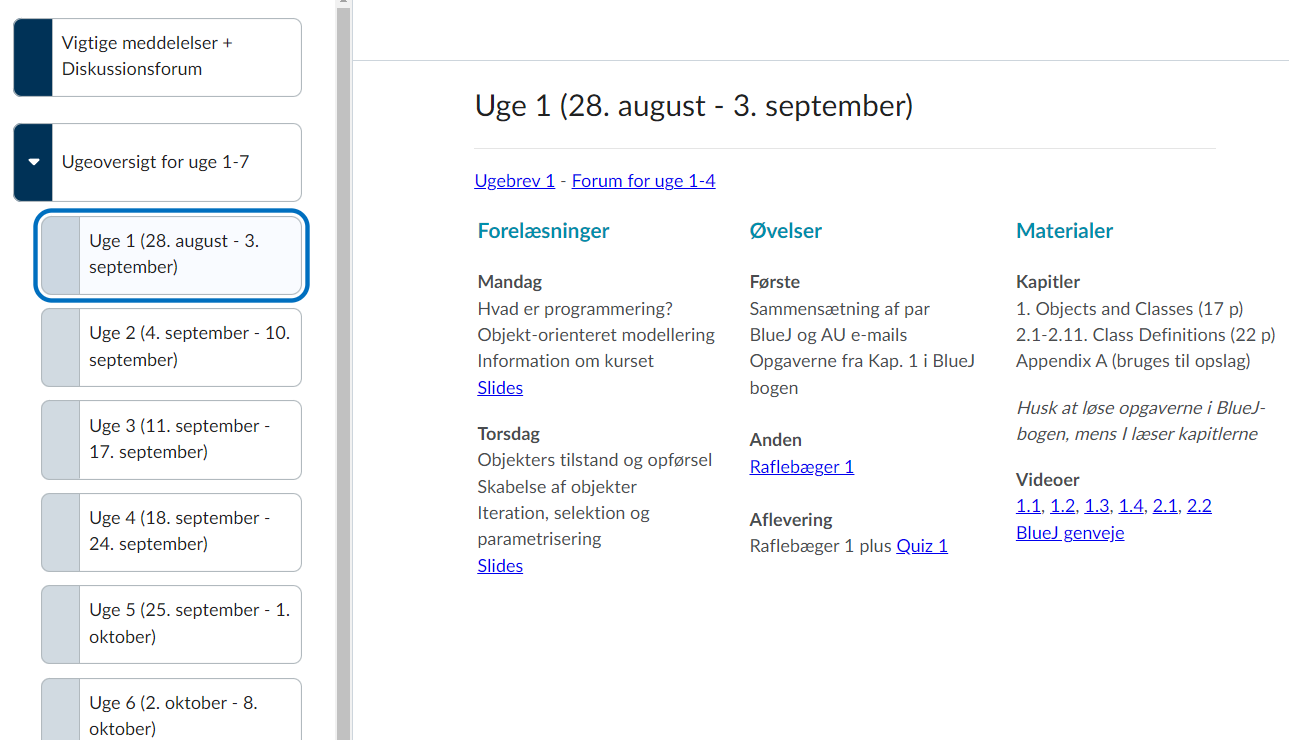 Vigtige meddelelser +
Diskussionsforum
Ugeoversigt for uge 1-7
Uge 1 (28. august - 3.
september)
Uge 2 (4. september - 10.
september)
Uge 3 (11. september -
17. september)
Uge 4 (18. september -
24. september)
Uge 5 (25. september - 1.
oktober)
Uge 6 (2. oktober - 8.
oktober)
Uge 1 (28. august - 3. september)
Ugebrev 1 - Forum for uge 1-4
Forelæsninger
Mandag
Hvad er programmering?
Objekt-orienteret modellering
Information om kurset
Slides
Torsdag
Objekters tilstand og opførsel
Skabelse af objekter
Iteration, selektion og
parametrisering
Slides
Øvelser
Første
Sammensætning af par
BlueJ og AU e-mails
Opgaverne fra Kap. 1 i BlueJ
bogen
Anden
Raflebæger 1
Aflevering
Raflebæger 1 plus Quiz 1
Materialer
Kapitler
1. Objects and Classes (17 p)
2.1-2.11. Class Definitions (22 p)
Appendix A (bruges til opslag)
Husk at løse opgaverne i BlueJ-
bogen, mens I læser kapitlerne
Videoer
1.1, 1.2, 1.3, 1.4, 2.1, 2.2
BlueJ genveje